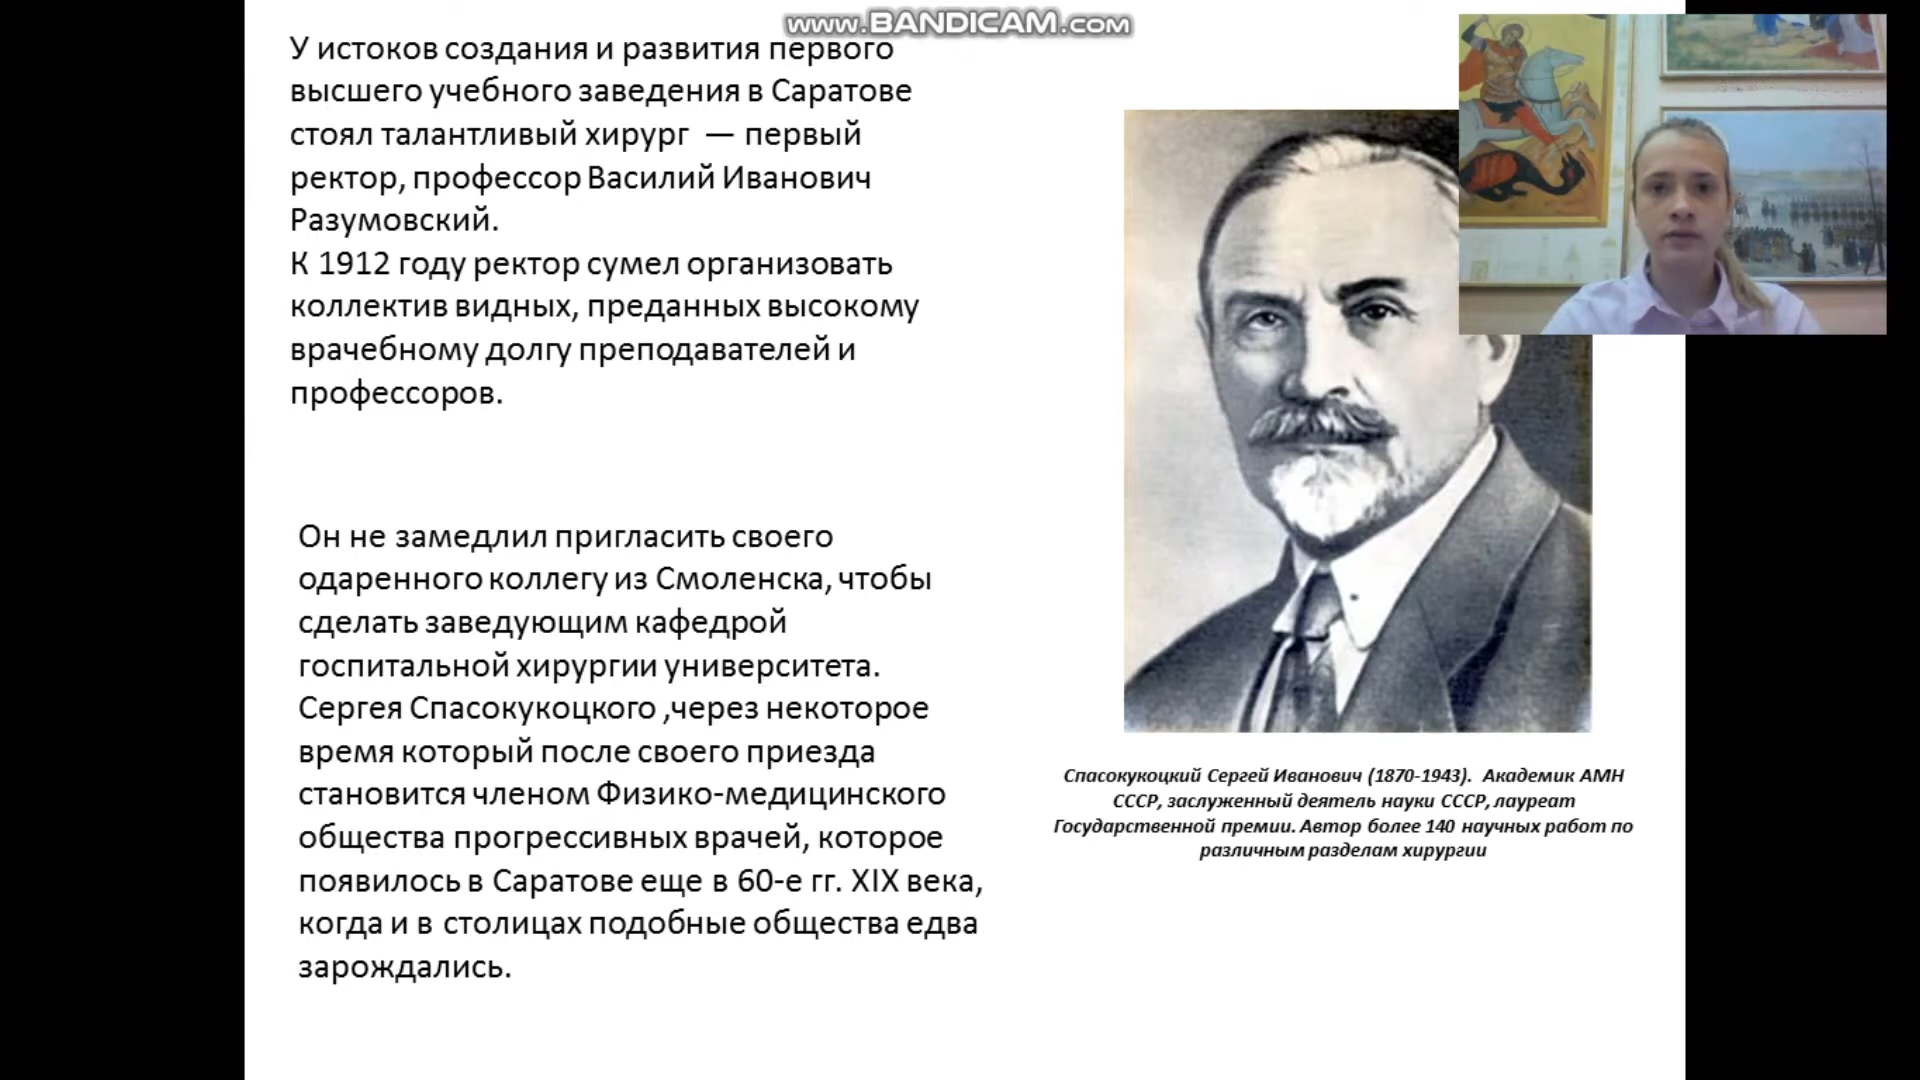 www.BANDICAM.com
У истоков создания и развития первого
высшего учебного заведения в Саратове
стоял талантливый хирург — первый
ректор, профессор Василий Иванович
Разумовский.
К 1912 году ректор сумел организовать
коллектив видных, преданных высокому
врачебному долгу преподавателей и
профессоров.
Он не замедлил пригласить своего
одаренного коллегу из Смоленска, чтобы
сделать заведующим кафедрой
госпитальной хирургии университета.
Сергея Спасокукоцкого ,через некоторое
время который после своего приезда
становится членом Физико-медицинского
общества прогрессивных врачей, которое
появилось в Саратове еще в 60-е гг. XIX века,
когда и в столицах подобные общества едва
зарождались.
Спасокукоцкий Сергей Иванович (1870-1943). Академик АМН
СССР, заслуженный деятель науки СССР, лауреат
Государственной премии. Автор более 140 научных работ по
различным разделам хирургии